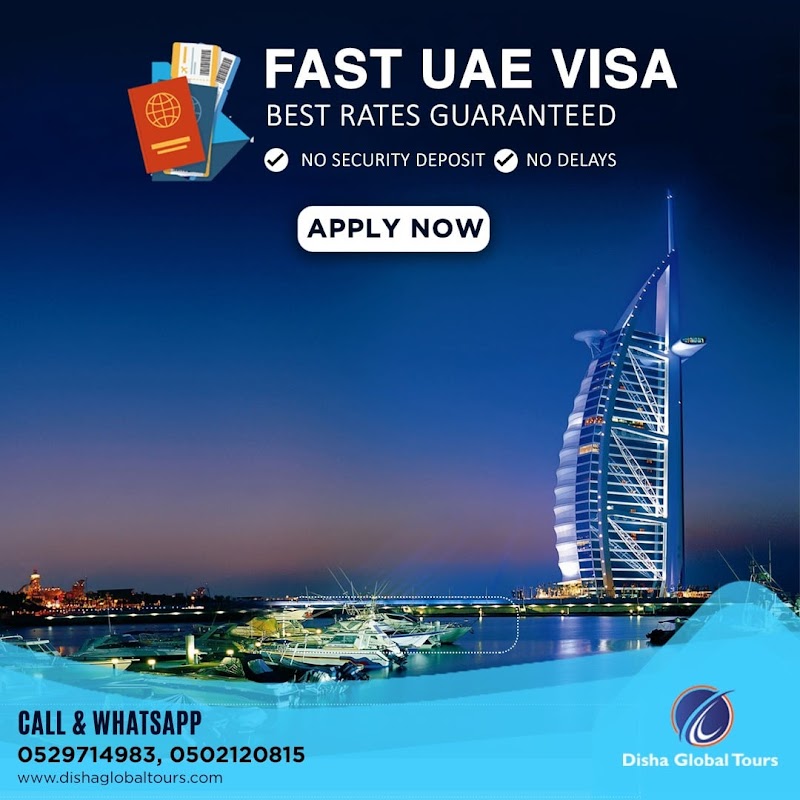 FAST UAE VISA
BEST RATES GUARANTEED
NO SECURITY DEPOSIT NO DELAYS
APPLY NOW
CALL & WHATSAPP
0529714983, 0502120815
www.dishaglobaltours.com
Disha Global Tours